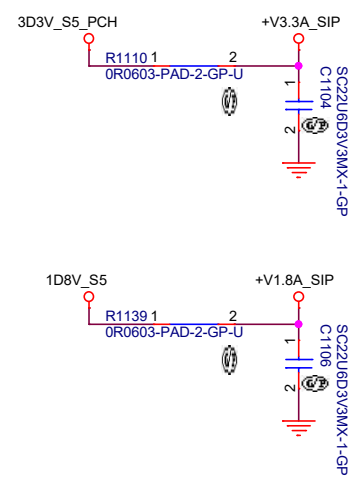 3D3V_S5_PCH
+V3.3A_SIP
R1110 1
2
0R0603-PAD-2-GP-U
1
2
C1104
SC22U6D3V3MX-1-GP
1D8V_S5
+V1.8A_SIP
R1139 1
2
0R0603-PAD-2-GP-U
1
2
C1106
SC22U6D3V3MX-1-GP